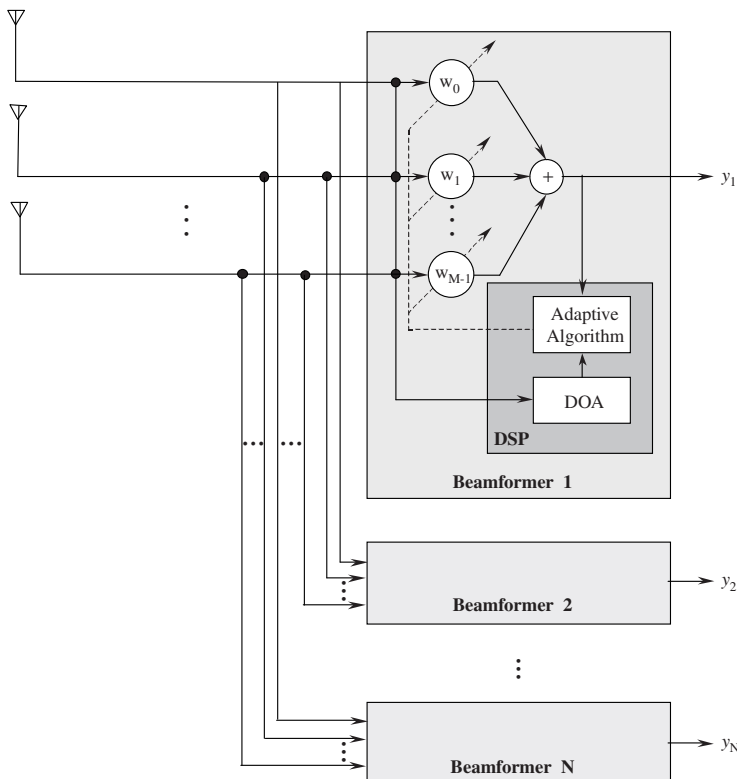 w0
w1
y1
+
wM-1
Adaptive
Algorithm
DOA
DSP
Beamformer 1
Beamformer 2
y2
Beamformer N
yN